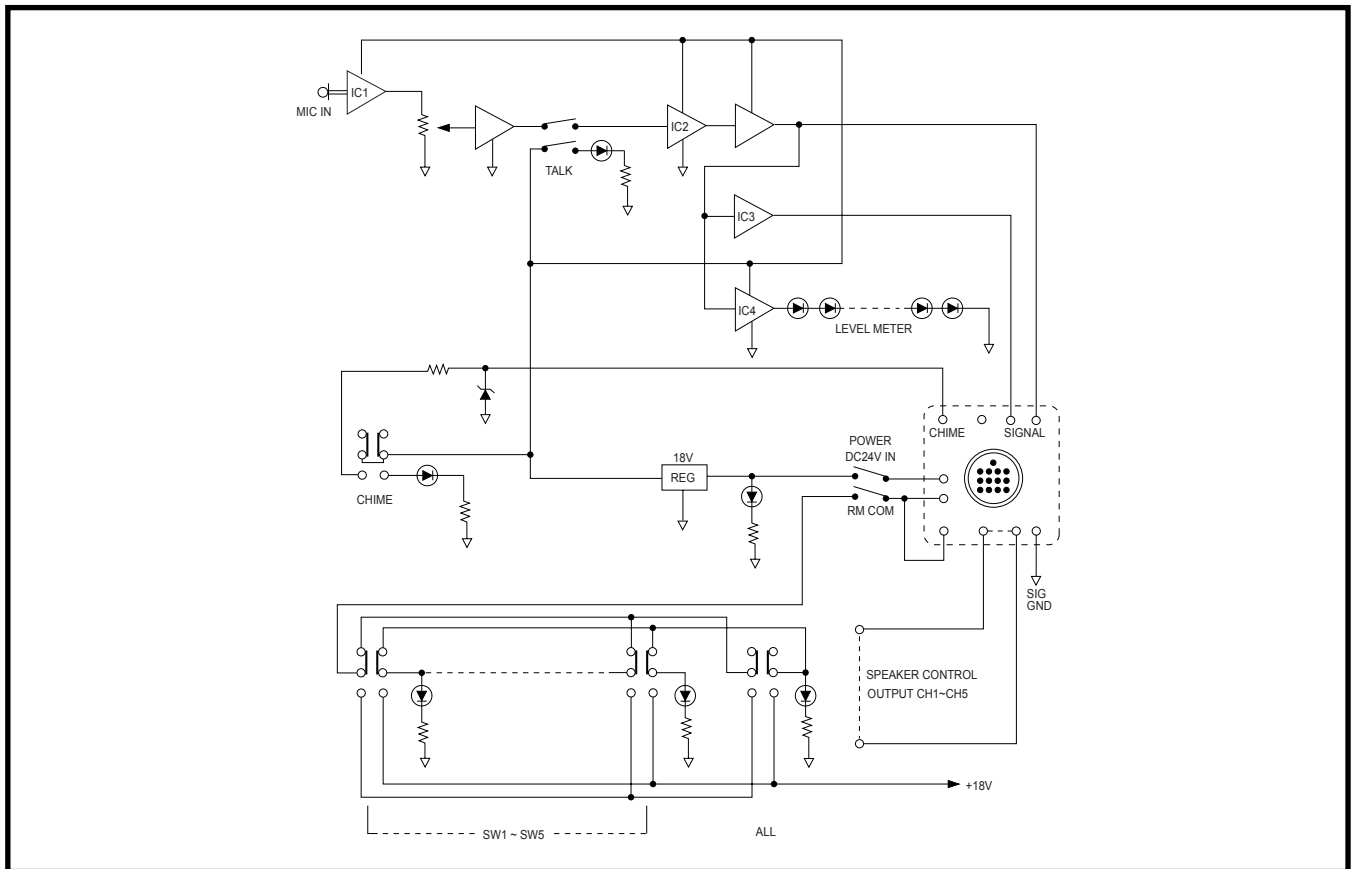 IC1
MIC IN
IC2
TALK
IC3
IC4
LEVEL METER
CHIME
SIGNAL
POWER
DC24V IN
18V
REG
RM COM
CHIME
SIG
GND
SPEAKER CONTROL
OUTPUT CH1~CH5
+18V
SW1 ~ SW5
ALL